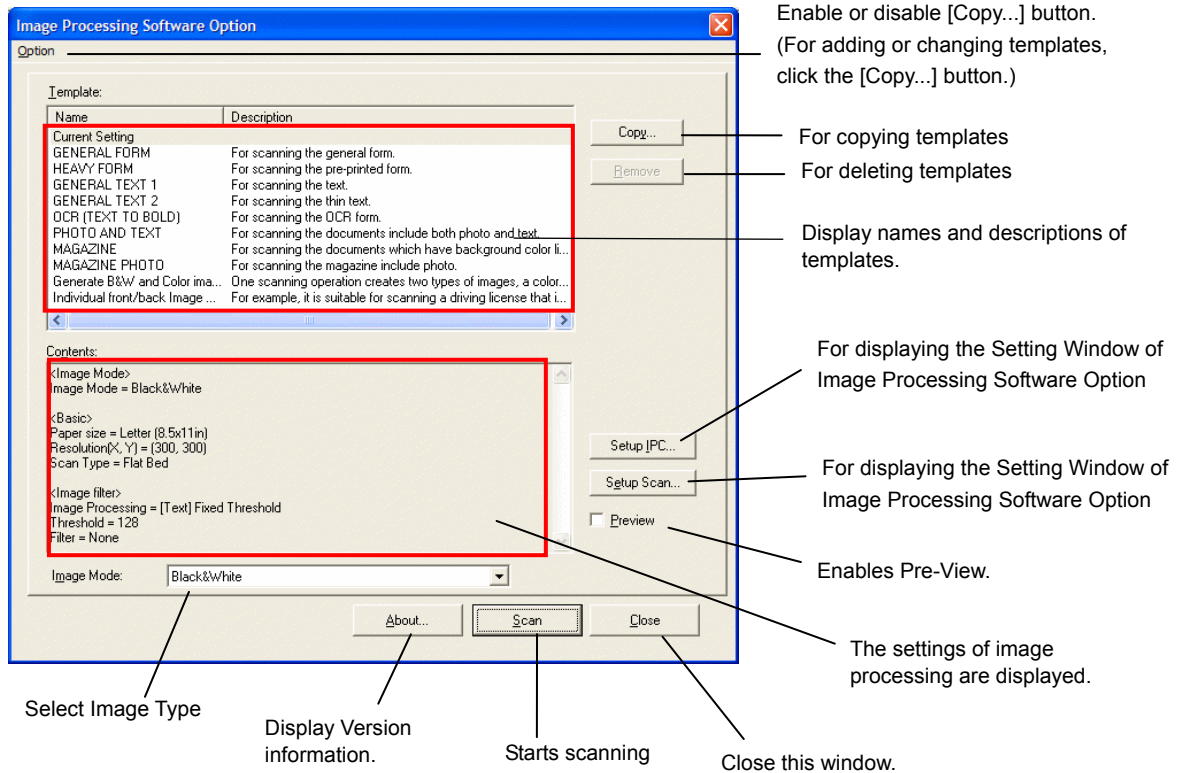 Image Processing Software Option
Option
Enable or disable [Copy...] button.
(For adding or changing templates,
click the [Copy...] button.)
Template:
Name Description
Current Setting
GENERAL FORM For scanning the general form.
HEAVY FORM For scanning the pre-printed form.
GENERAL TEXT 1 For scanning the text.
GENERAL TEXT 2 For scanning the thin text.
OCR (TEXT TO BOLD) For scanning the OCR form.
PHOTO AND TEXT For scanning the documents include both photo and text.
MAGAZINE For scanning the documents which have background color li...
MAGAZINE PHOTO For scanning the magazine include photo.
Generate B&W and Color ima... One scanning operation creates two types of images, a color...
Individual front/back Image ... For example, it is suitable for scanning a driving license that i...
Copy...
Remove
For copying templates
For deleting templates
Display names and descriptions of
templates.
Contents:
<Image Mode>
Image Mode = Black&White
<Basic>
Paper size = Letter (8.5x11in)
Resolution(X, Y) = (300, 300)
Scan Type = Flat Bed
<Image filter>
Image Processing = [Text] Fixed Threshold
Threshold = 128
Filter = None
Setup IPC...
Setup Scan...
Preview
For displaying the Setting Window of
Image Processing Software Option
For displaying the Setting Window of
Image Processing Software Option
Enables Pre-View.
Image Mode: Black&White
About... Scan Close
The settings of image
processing are displayed.
Select Image Type
Display Version
information.
Starts scanning
Close this window.